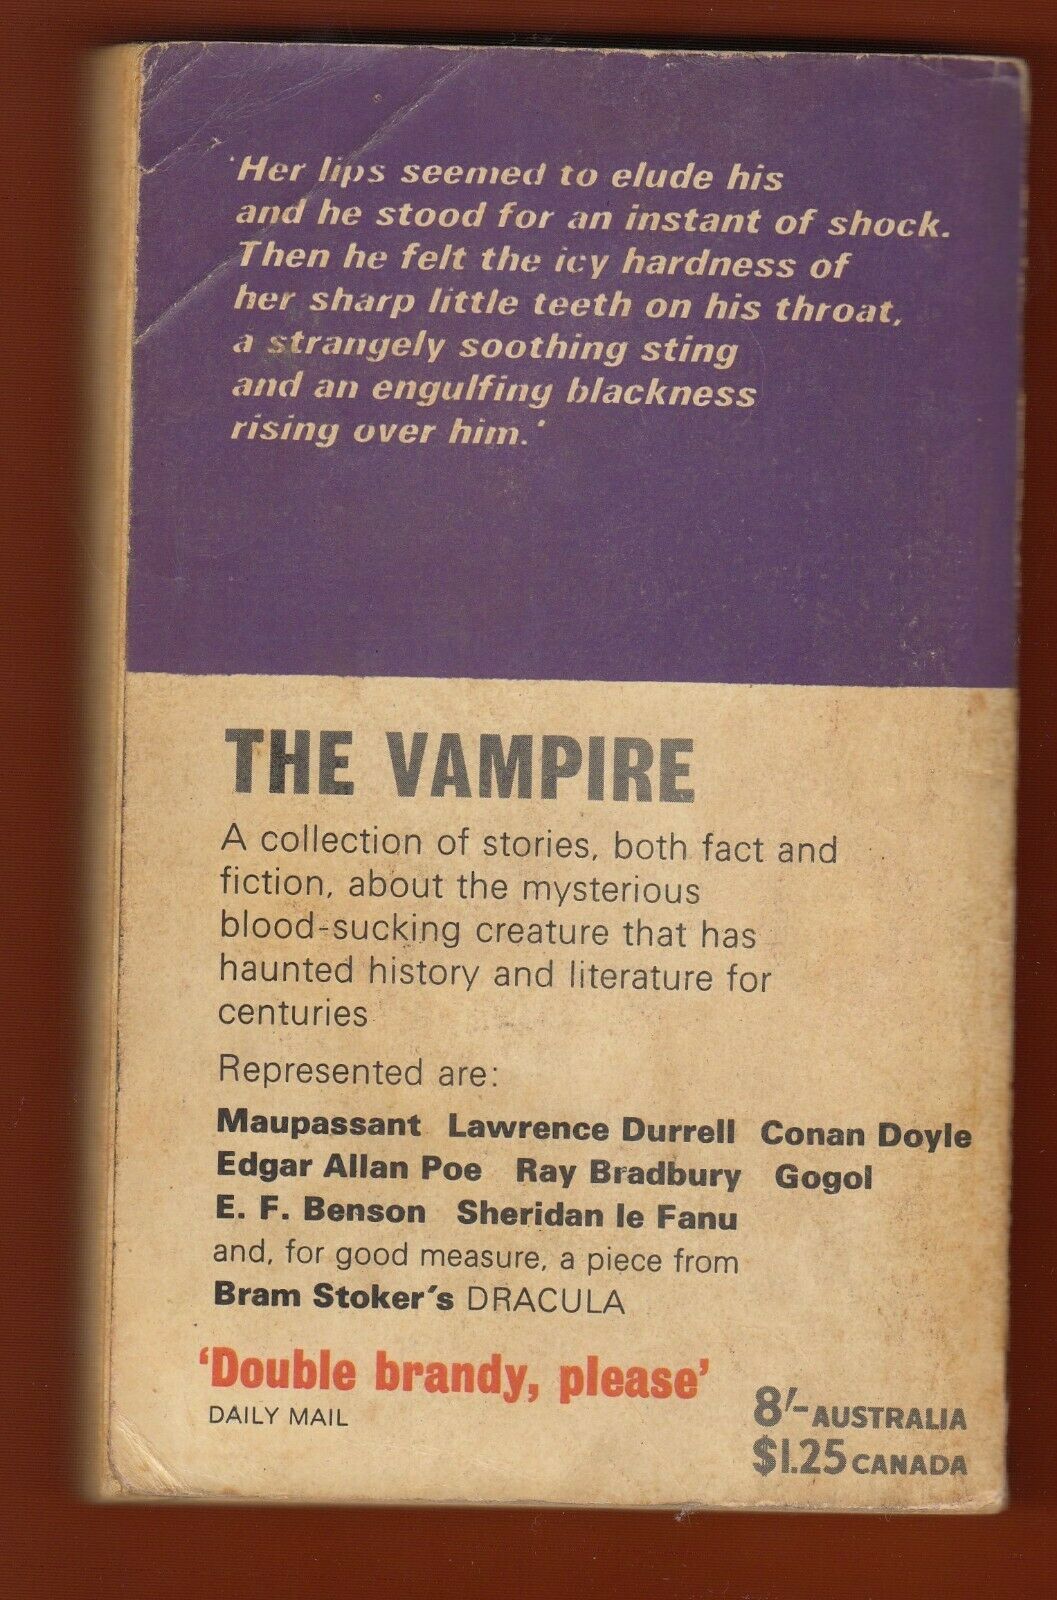 'Her lips seemed to elude his
and he stood for an instant of shock.
Then he felt the icy hardness of
her sharp little teeth on his throat,
a strangely soothing sting
and an engulfing blackness
rising over him.'
THE VAMPIRE
A collection of stories, both fact and
fiction, about the mysterious
blood-sucking creature that has
haunted history and literature for
centuries
Represented are:
Maupassant Lawrence Durrell Conan Doyle
Edgar Allan Poe Ray Bradbury Gogol
E. F. Benson Sheridan le Fanu
and, for good measure, a piece from
Bram Stoker's DRACULA
'Double brandy, please'
DAILY MAIL
8/- AUSTRALIA
$1.25 CANADA